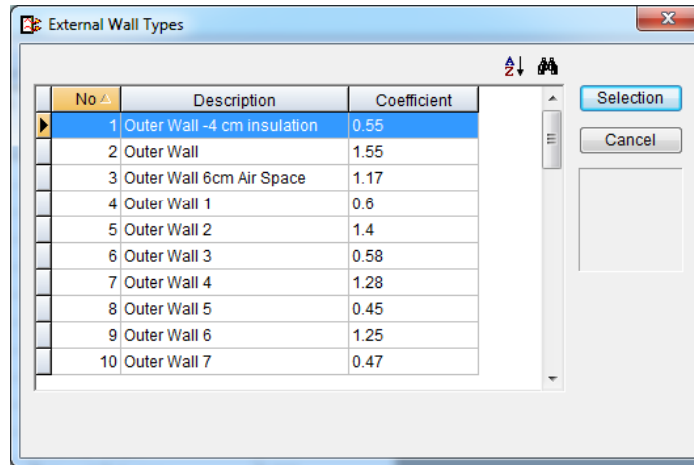 External Wall Types
No Description Coefficient
1 Outer Wall -4 cm insulation 0.55
2 Outer Wall 1.55
3 Outer Wall 6cm Air Space 1.17
4 Outer Wall 1 0.6
5 Outer Wall 2 1.4
6 Outer Wall 3 0.58
7 Outer Wall 4 1.28
8 Outer Wall 5 0.45
9 Outer Wall 6 1.25
10 Outer Wall 7 0.47
Selection
Cancel